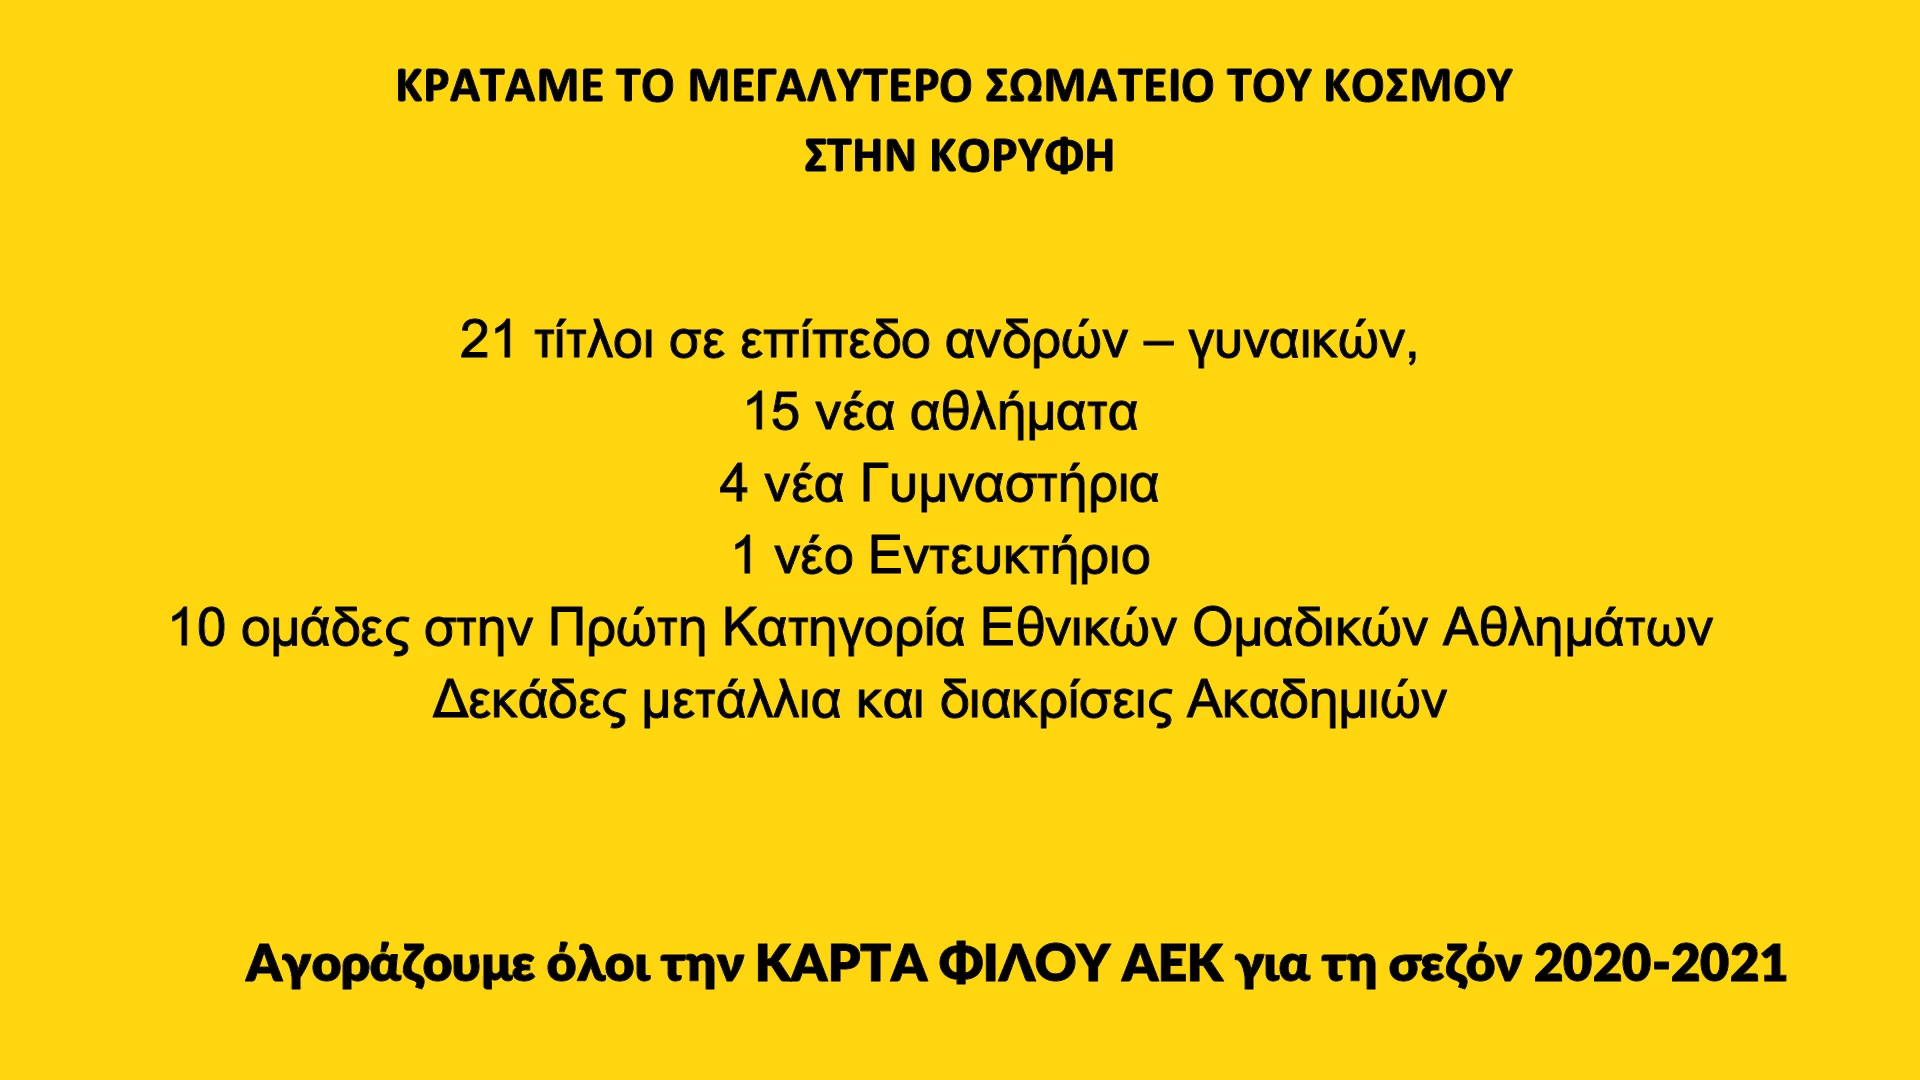 ΚΡΑΤΑΜΕ ΤΟ ΜΕΓΑΛΥΤΕΡΟ ΣΩΜΑΤΕΙΟ ΤΟΥ ΚΟΣΜΟΥ
ΣΤΗΝ ΚΟΡΥΦΗ
21 τίτλοι σε επίπεδο ανδρών – γυναικών,
15 νέα αθλήματα
4 νέα Γυμναστήρια
1 νέο Εντευκτήριο
10 ομάδες στην Πρώτη Κατηγορία Εθνικών Ομαδικών Αθλημάτων
Δεκάδες μετάλλια και διακρίσεις Ακαδημιών
Αγοράζουμε όλοι την ΚΑΡΤΑ ΦΙΛΟΥ ΑΕΚ για τη σεζόν 2020-2021